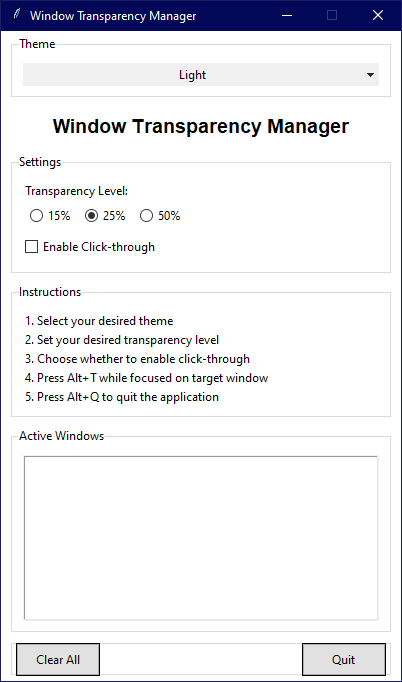 Window Transparency Manager
Theme
Light
Window Transparency Manager
Settings
Transparency Level:
15% 25% 50%
Enable Click-through
Instructions
1. Select your desired theme
2. Set your desired transparency level
3. Choose whether to enable click-through
4. Press Alt+T while focused on target window
5. Press Alt+Q to quit the application
Active Windows
Clear All Quit